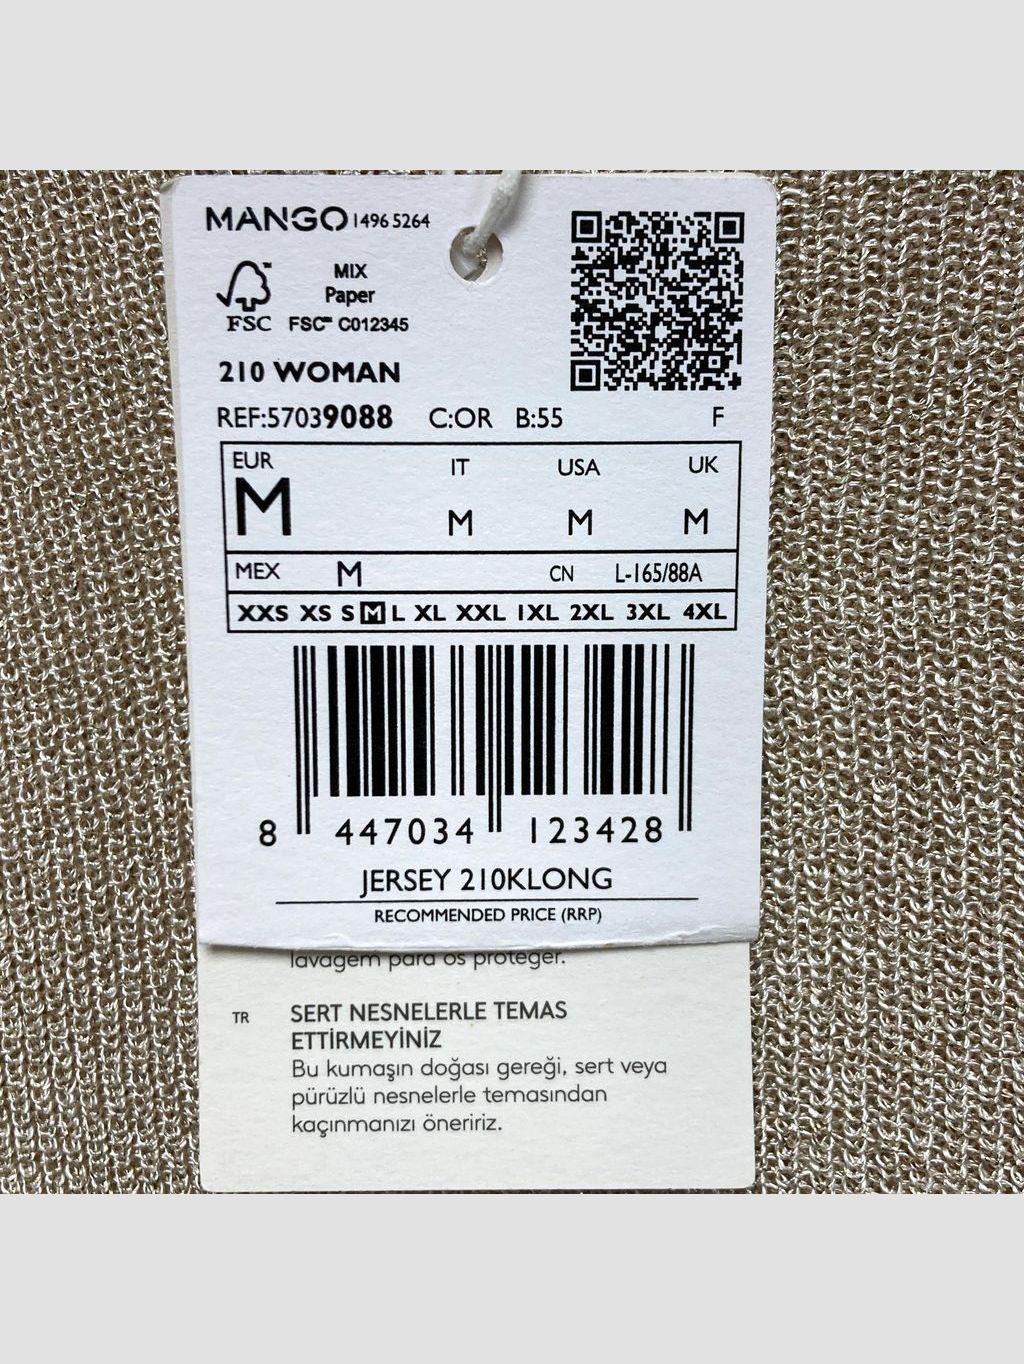 MANGO 1496 5264
MIX
Paper
FSC FSC™ C012345
210 WOMAN
REF:57039088 C:OR B:55 F
EUR IT USA UK
M M M M
MEX M CN L-165/88A
XXS XS S M L XL XXL 1XL 2XL 3XL 4XL
8 447034 123428
JERSEY 210KLONG
RECOMMENDED PRICE (RRP)
lavagem para os proteger.
TR SERT NESNELERLE TEMAS
ETTİRMEYİNİZ
Bu kumaşın doğası gereği, sert veya
pürüzlü nesnelerle temasından
kaçınmanızı öneririz.